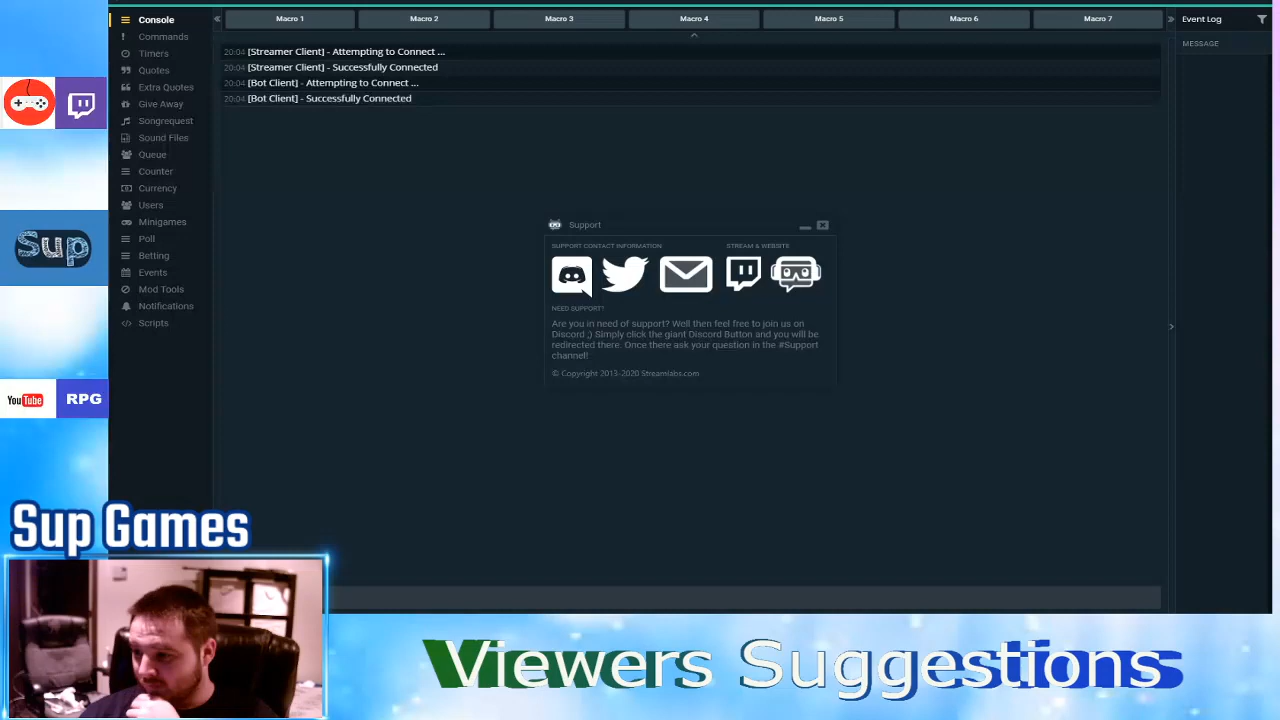 Console
Commands
Timers
Quotes
Extra Quotes
Give Away
Songrequest
Sound Files
Queue
Counter
Currency
Users
Minigames
Poll
Betting
Events
Mod Tools
Notifications
Scripts
Macro 1
Macro 2
Macro 3
Macro 4
Macro 5
Macro 6
Macro 7
20:04 [Streamer Client] - Attempting to Connect ...
20:04 [Streamer Client] - Successfully Connected
20:04 [Bot Client] - Attempting to Connect ...
20:04 [Bot Client] - Successfully Connected
Support
SUPPORT CONTACT INFORMATION
STREAM & WEBSITE
NEED SUPPORT?
Are you in need of support? Well then feel free to join us on
Discord ;) Simply click the giant Discord Button and you will be
redirected there. Once there ask your question in the #Support
channel!
© Copyright 2013-2020 Streamlabs.com
Event Log
MESSAGE
Sup
YouTube
RPG
Sup Games
Viewers Suggestions